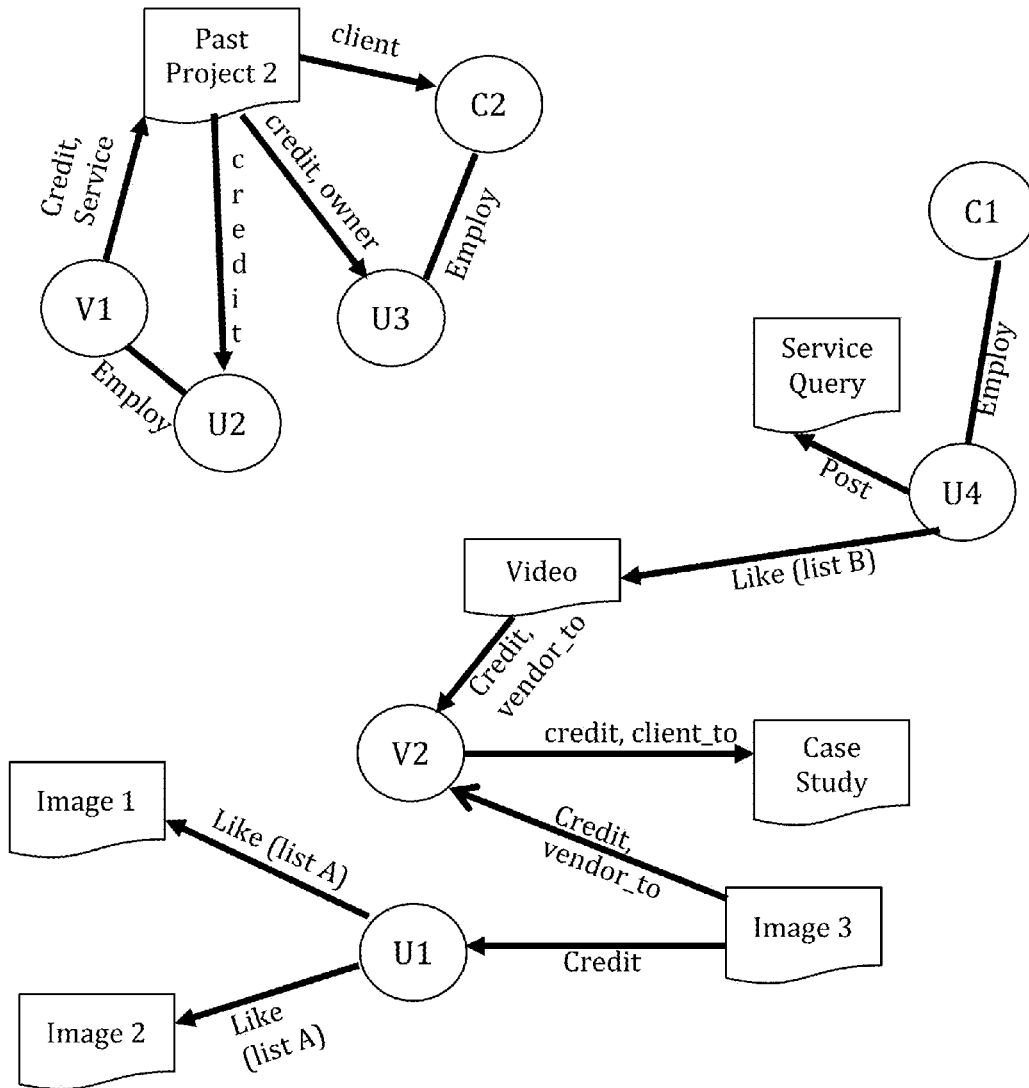 Past
Project 2
client
C2
Credit,
Service
credit
credit, owner
Employ
V1
U3
Employ
U2
C1
Service
Query
Employ
Post
U4
Video
Like (list B)
Credit,
vendor_to
V2
credit, client_to
Case
Study
Image 1
Like (list A)
Credit,
vendor_to
U1
Credit
Image 3
Image 2
Like
(list A)